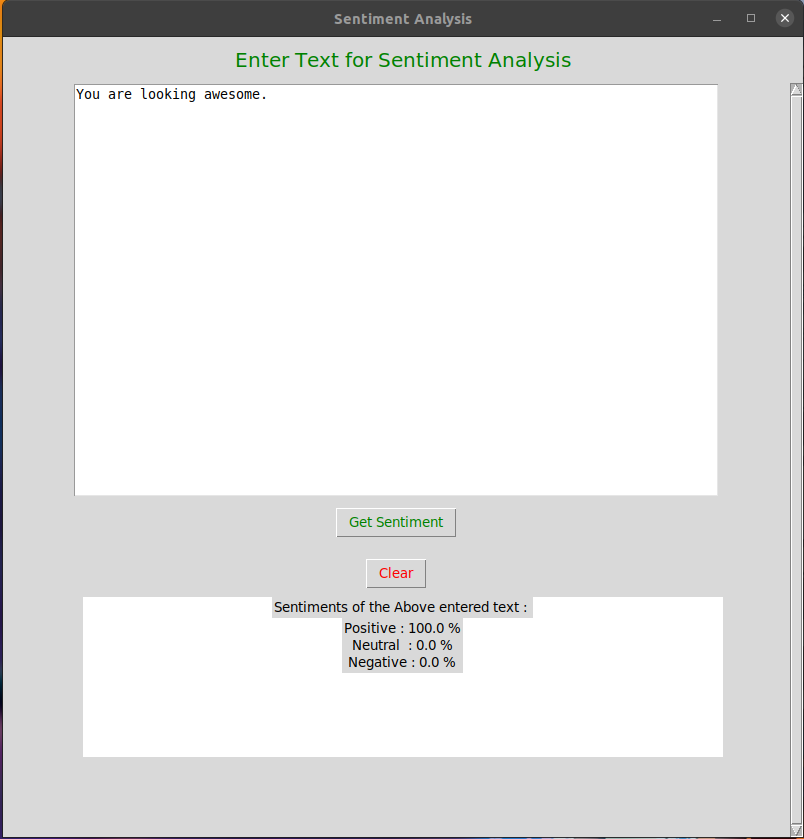 Sentiment Analysis
Enter Text for Sentiment Analysis
You are looking awesome.
Get Sentiment
Clear
Sentiments of the Above entered text :
Positive : 100.0 %
Neutral  : 0.0 %
Negative : 0.0 %